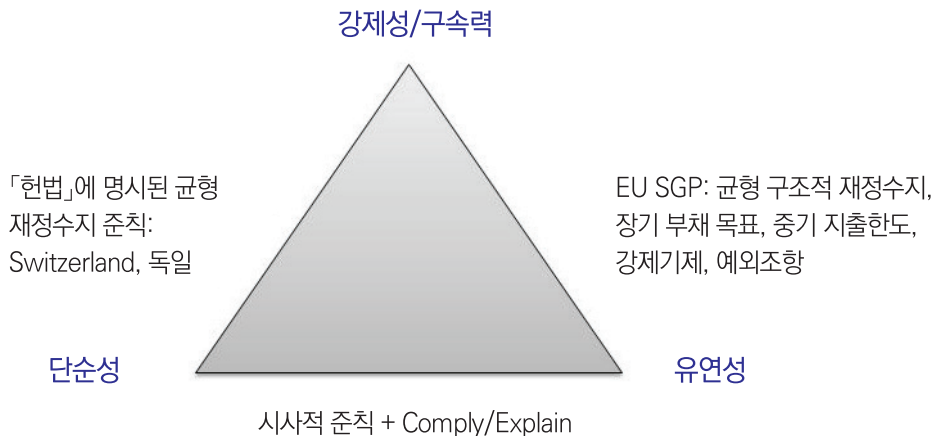 강제성/구속력
「헌법」에 명시된 균형
재정수지 준칙:
Switzerland, 독일
EU SGP: 균형 구조적 재정수지,
장기 부채 목표, 중기 지출한도,
강제기제, 예외조항
단순성
유연성
시사적 준칙 + Comply/Explain